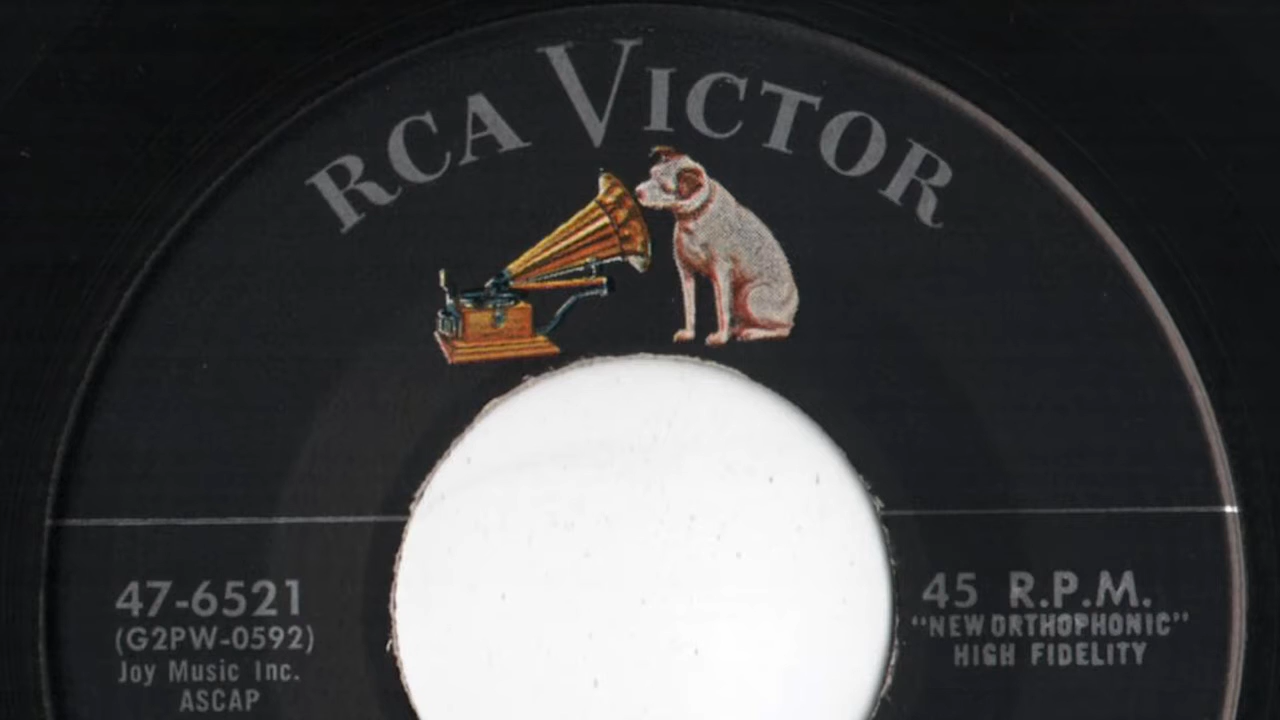 RCA VICTOR
47-6521
(G2PW-0592)
Joy Music Inc.
ASCAP
45 R.P.M.
"NEW ORTHOPHONIC"
HIGH FIDELITY